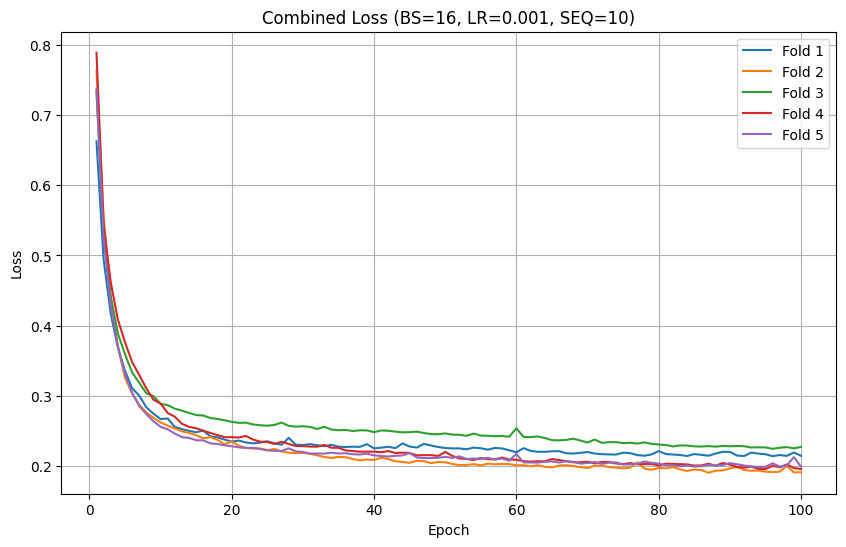 Combined Loss (BS=16, LR=0.001, SEQ=10)
Loss
0.8
0.7
0.6
0.5
0.4
0.3
0.2
Fold 1
Fold 2
Fold 3
Fold 4
Fold 5
0 20 40 60 80 100
Epoch